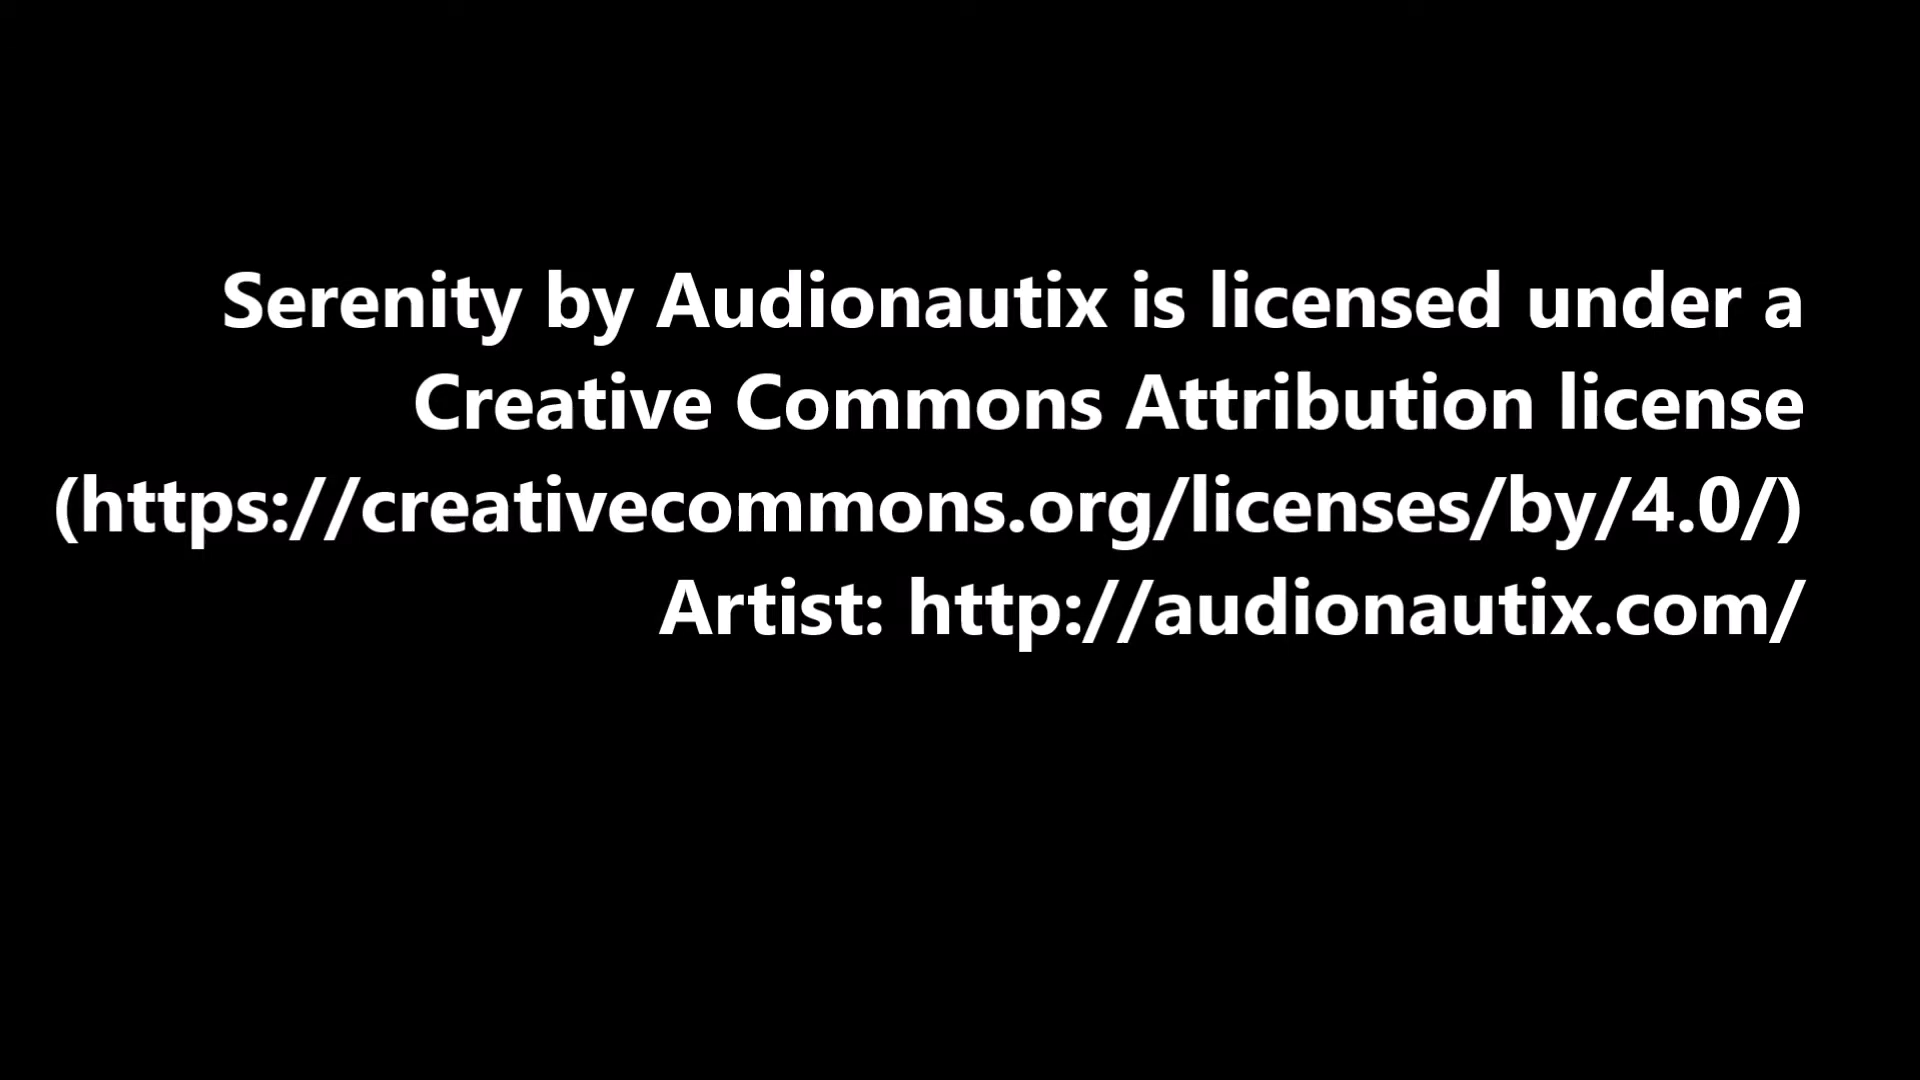 Serenity by Audionautix is licensed under a
Creative Commons Attribution license
(https://creativecommons.org/licenses/by/4.0/)
Artist: http://audionautix.com/